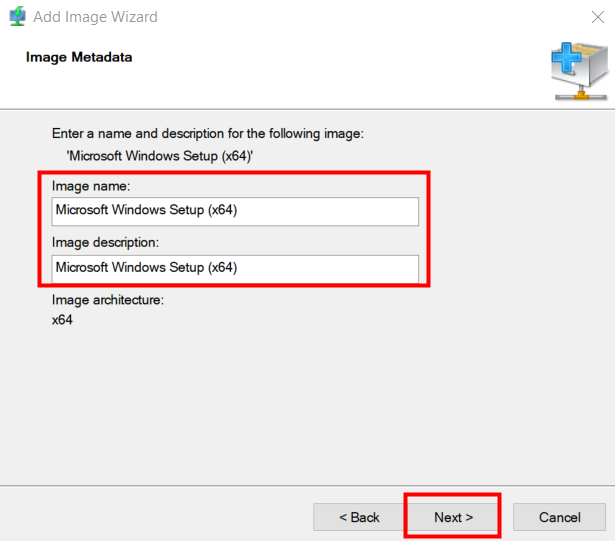 Add Image Wizard
Image Metadata
Enter a name and description for the following image:
'Microsoft Windows Setup (x64)'
Image name:
Microsoft Windows Setup (x64)
Image description:
Microsoft Windows Setup (x64)
Image architecture:
x64
< Back Next > Cancel